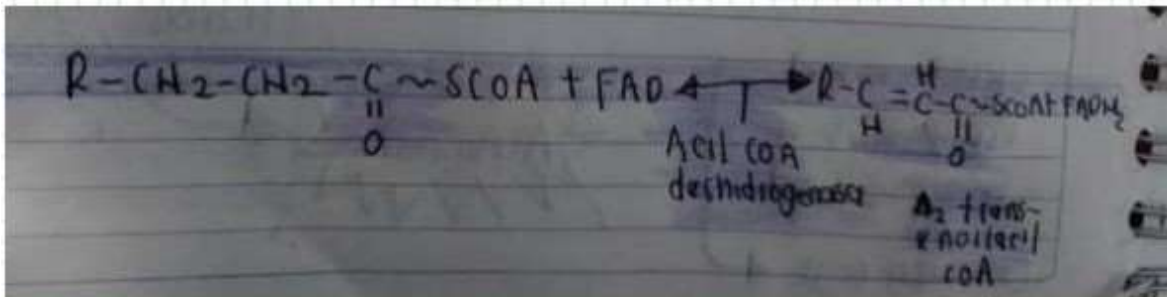 R-CH2-CH2-C~SCOA + FAD ↔ R-C=C-C~SCOA+ FADH2
|| H H ||
O O
Acil COA
deshidrogenasa
Δ2 trans-
enoilacil
COA